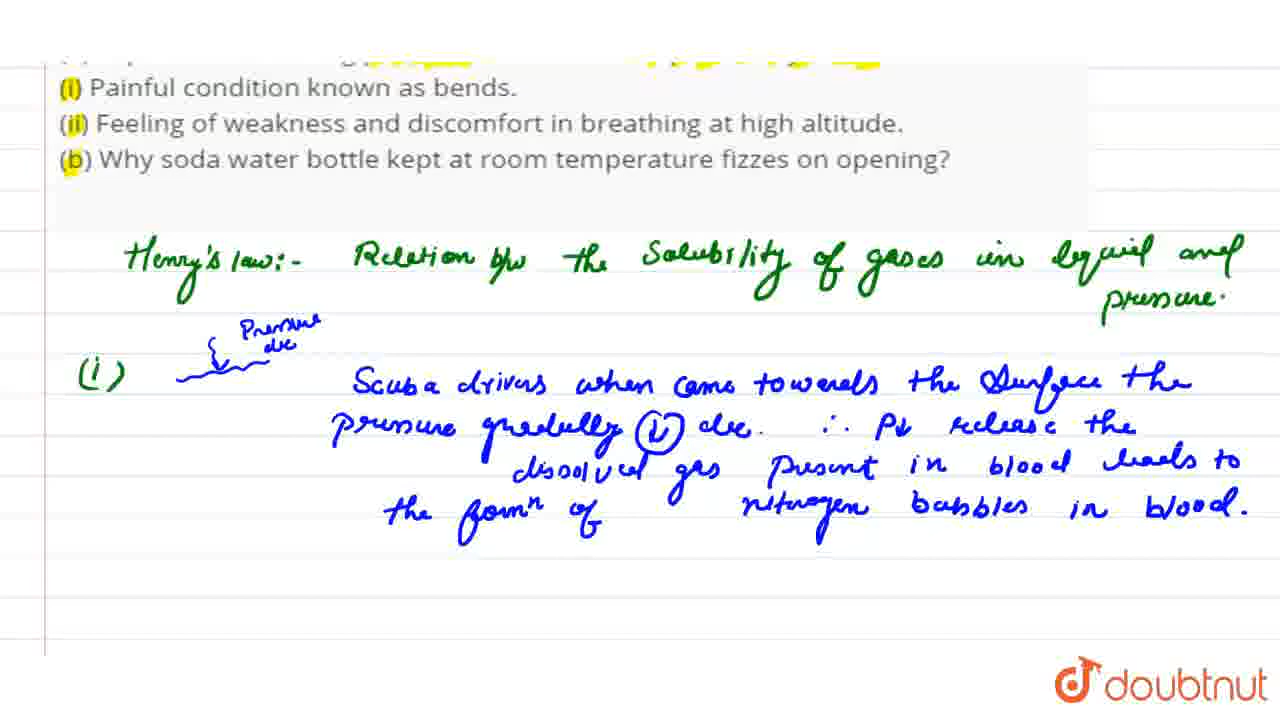 (i) Painful condition known as bends.
(ii) Feeling of weakness and discomfort in breathing at high altitude.
(b) Why soda water bottle kept at room temperature fizzes on opening?
Henry's law:- Relation b/w the Solubility of gases in liquid and
pressure.
Pressure
dec
(i)
Scuba drivers when came towards the Surface the
pressure gradually dec. ∴ P↓ release the
dissolved gas present in blood leads to
the formⁿ of nitrogen babbles in blood.
doubtnut